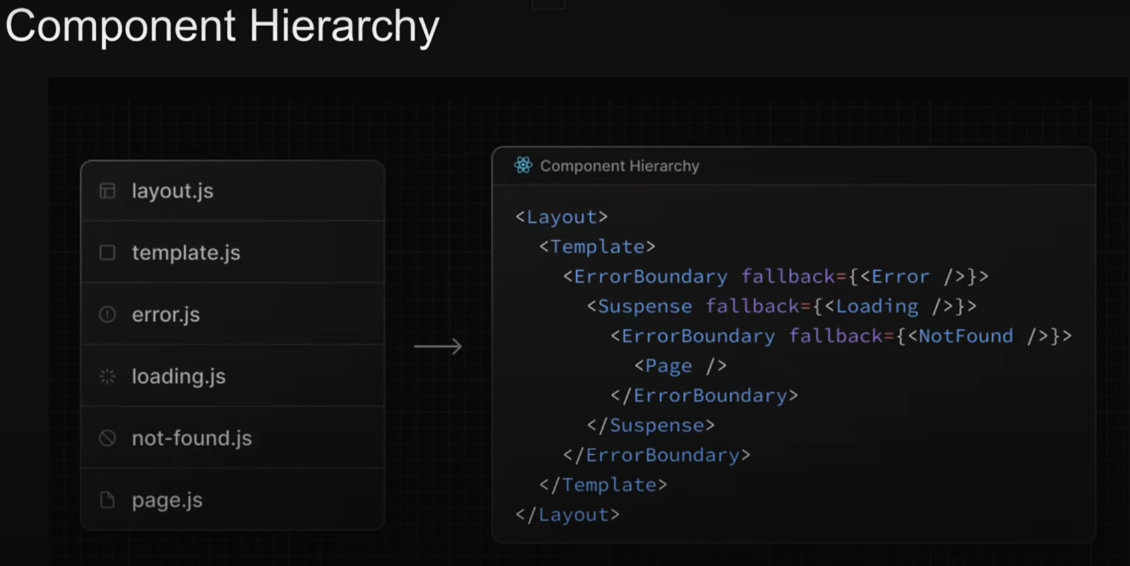 Component Hierarchy
layout.js
template.js
error.js
loading.js
not-found.js
page.js
Component Hierarchy
<Layout>
<Template>
<ErrorBoundary fallback={<Error />}>
<Suspense fallback={<Loading />}>
<ErrorBoundary fallback={<NotFound />}>
<Page />
</ErrorBoundary>
</Suspense>
</ErrorBoundary>
</Template>
</Layout>